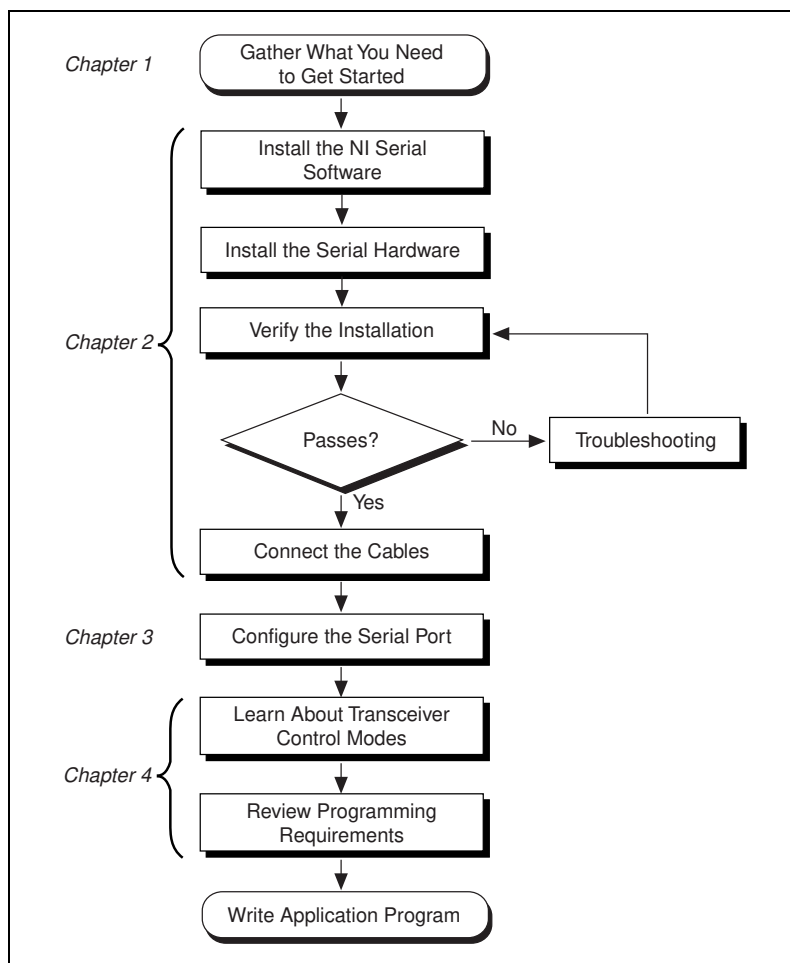 Chapter 1
Gather What You Need
to Get Started
Install the NI Serial
Software
Install the Serial Hardware
Chapter 2
Verify the Installation
Passes?
No
Troubleshooting
Yes
Connect the Cables
Chapter 3
Configure the Serial Port
Learn About Transceiver
Control Modes
Chapter 4
Review Programming
Requirements
Write Application Program